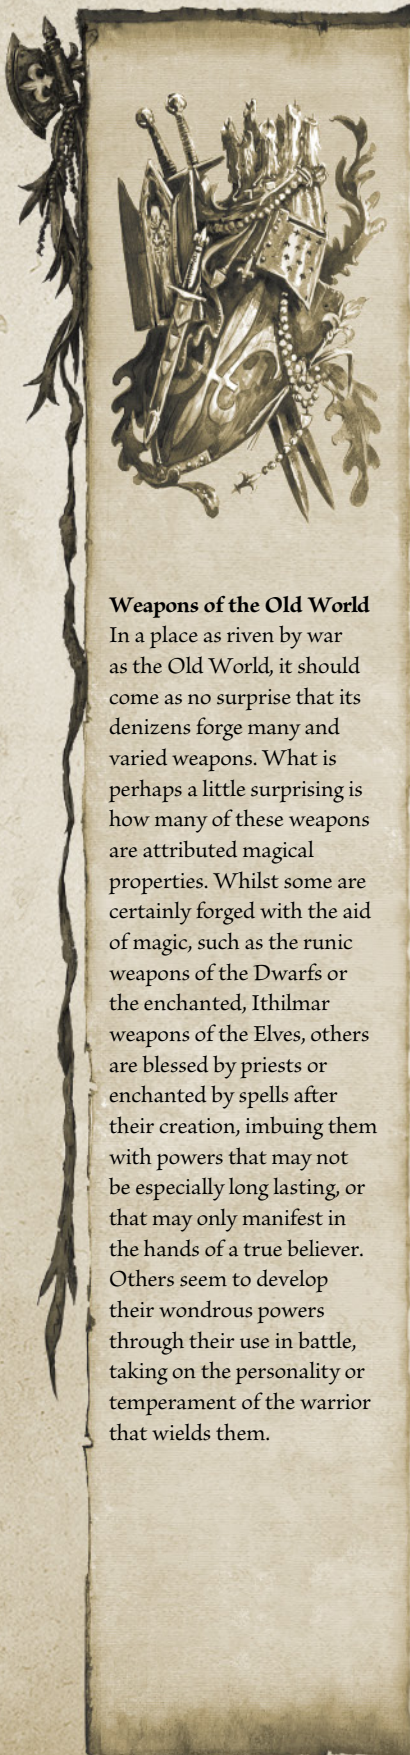 Weapons of the Old World
In a place as riven by war
as the Old World, it should
come as no surprise that its
denizens forge many and
varied weapons. What is
perhaps a little surprising is
how many of these weapons
are attributed magical
properties. Whilst some are
certainly forged with the aid
of magic, such as the runic
weapons of the Dwarfs or
the enchanted, Ithilmar
weapons of the Elves, others
are blessed by priests or
enchanted by spells after
their creation, imbuing them
with powers that may not
be especially long lasting, or
that may only manifest in
the hands of a true believer.
Others seem to develop
their wondrous powers
through their use in battle,
taking on the personality or
temperament of the warrior
that wields them.